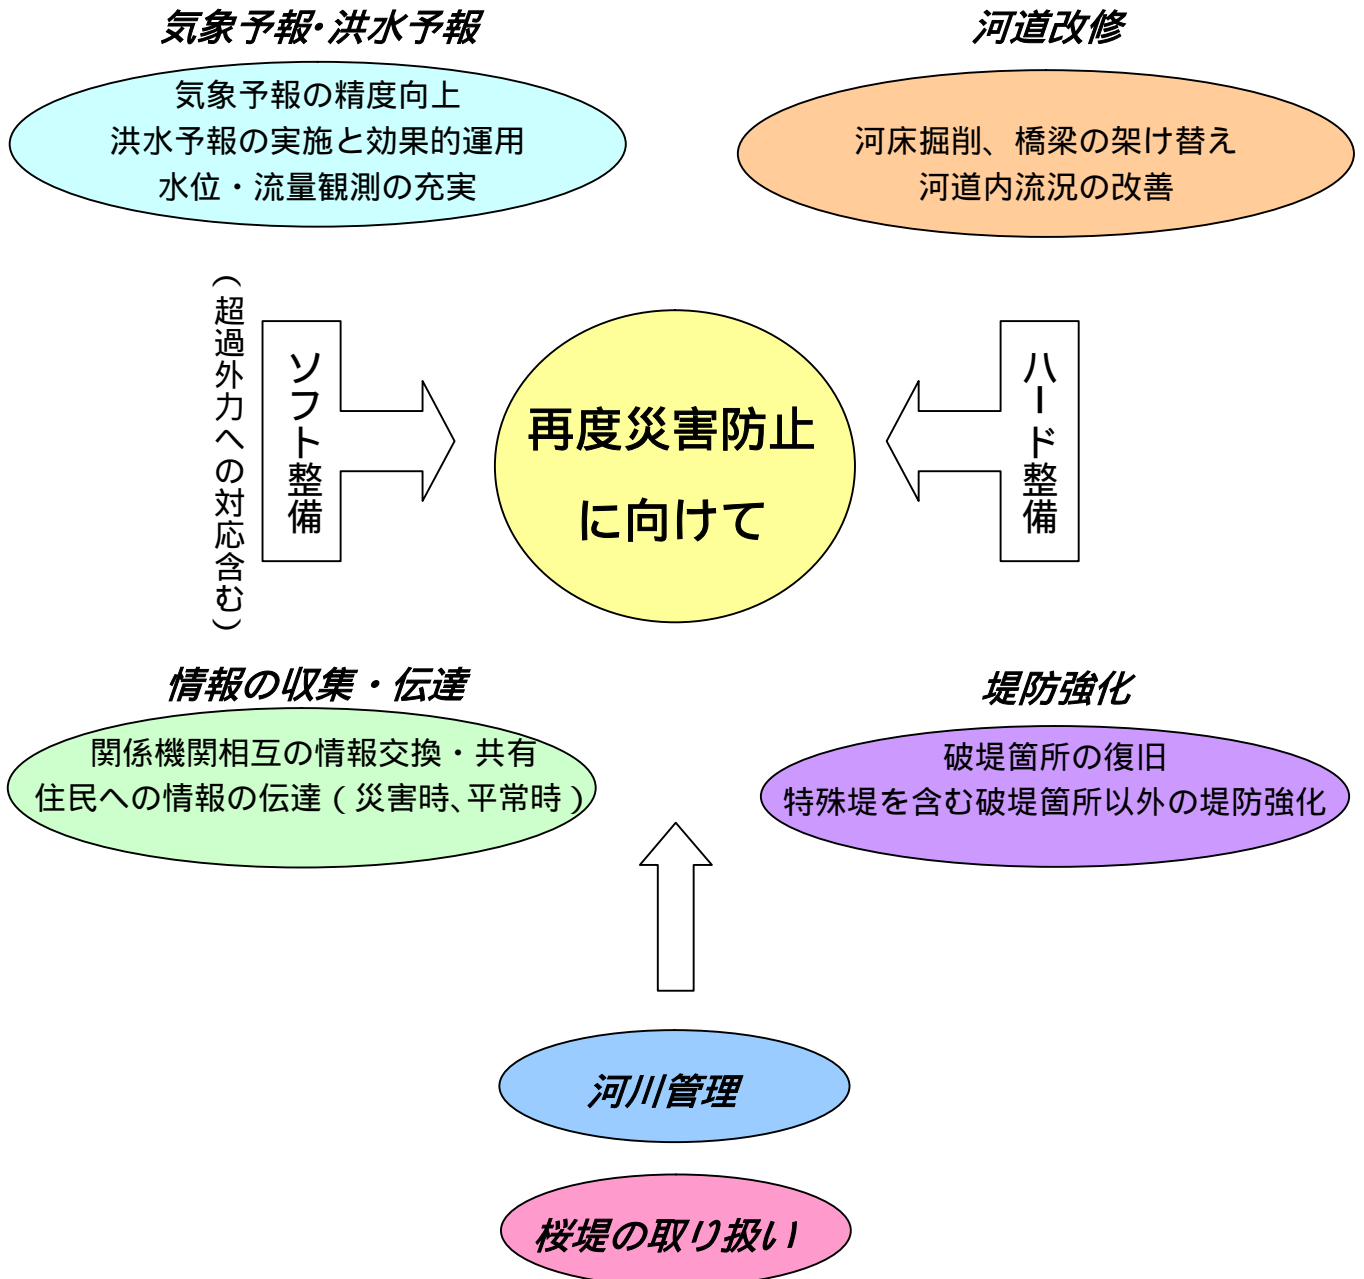 気象予報・洪水予報
気象予報の精度向上
洪水予報の実施と効果的運用
水位・流量観測の充実
河道改修
河床掘削、橋梁の架け替え
河道内流況の改善
（超過外力への対応含む）
ソフト整備
再度災害防止
に向けて
ハード整備
情報の収集・伝達
関係機関相互の情報交換・共有
住民への情報の伝達（災害時、平常時）
堤防強化
破堤箇所の復旧
特殊堤を含む破堤箇所以外の堤防強化
河川管理
桜堤の取り扱い